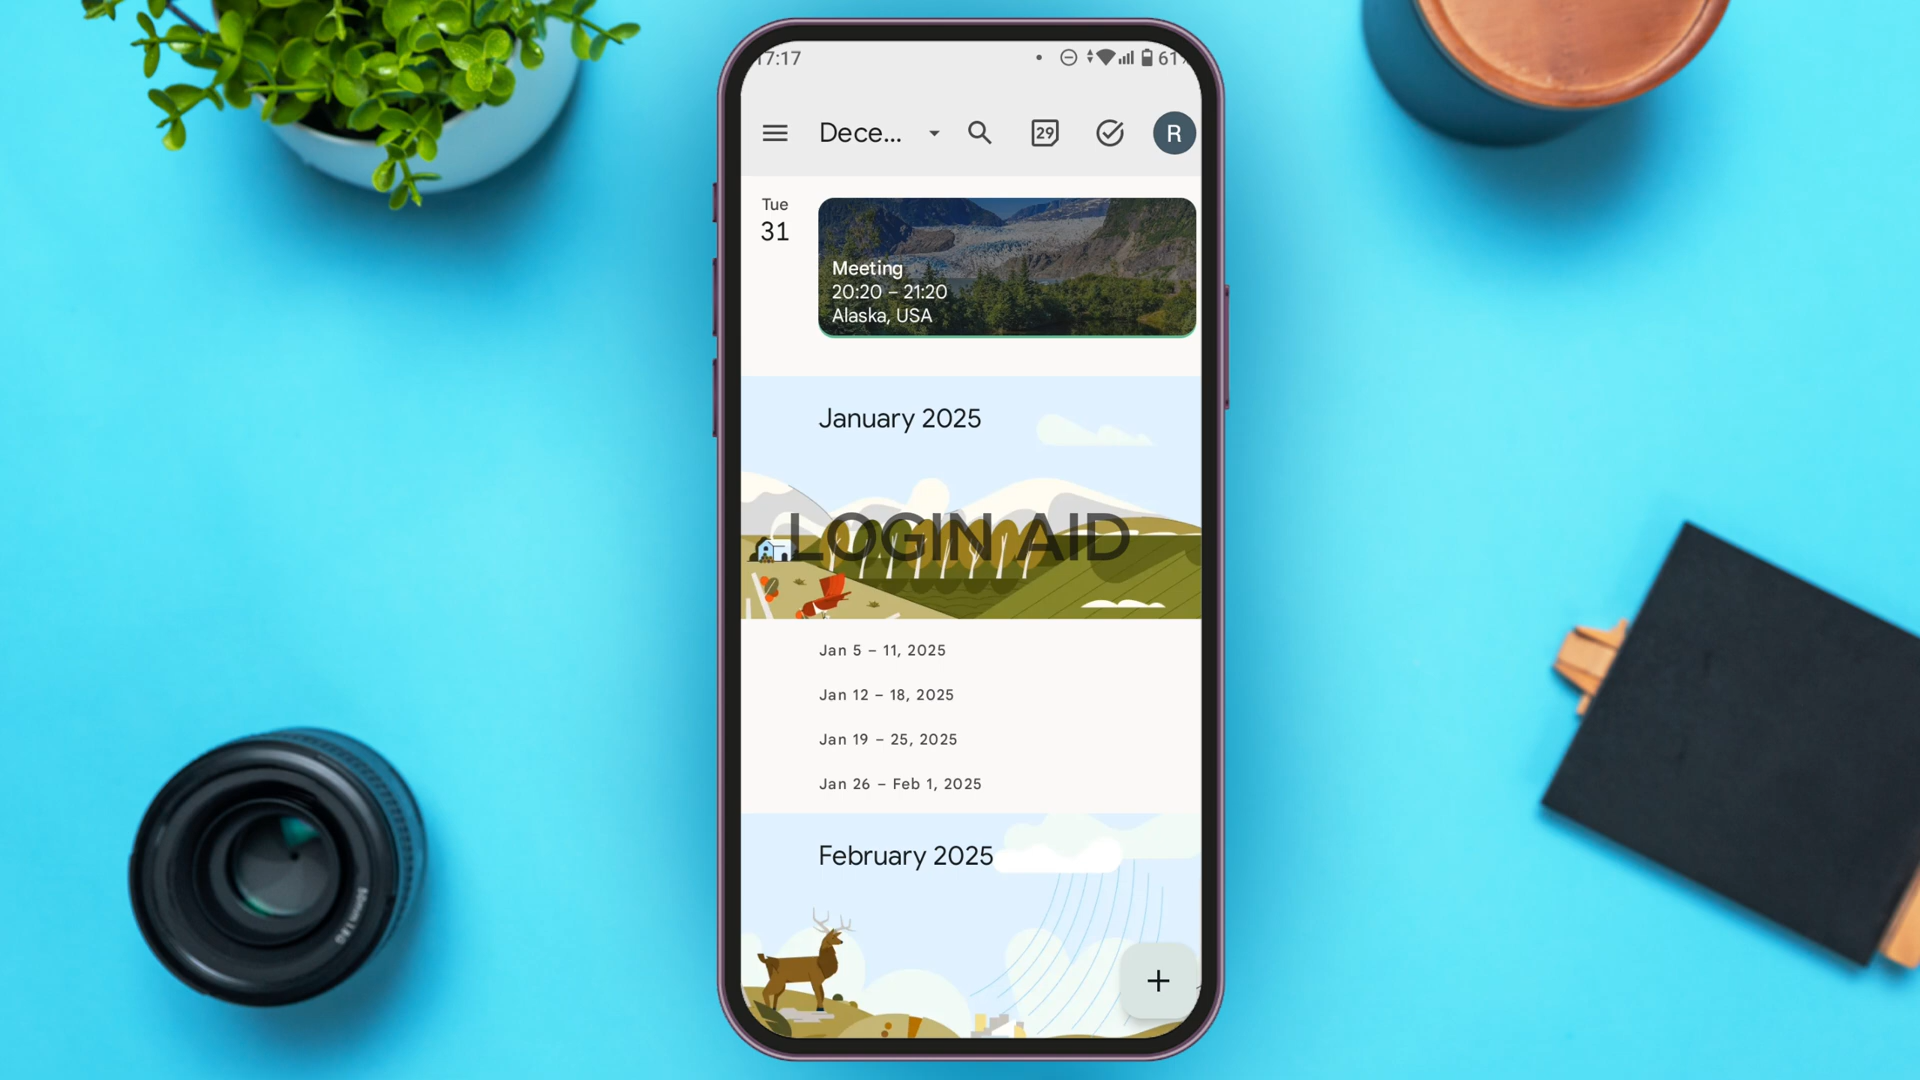 17:17
61%
Dece...
29
R
Tue
31
Meeting
20:20 – 21:20
Alaska, USA
January 2025
LOGIN AID
Jan 5 – 11, 2025
Jan 12 – 18, 2025
Jan 19 – 25, 2025
Jan 26 – Feb 1, 2025
February 2025